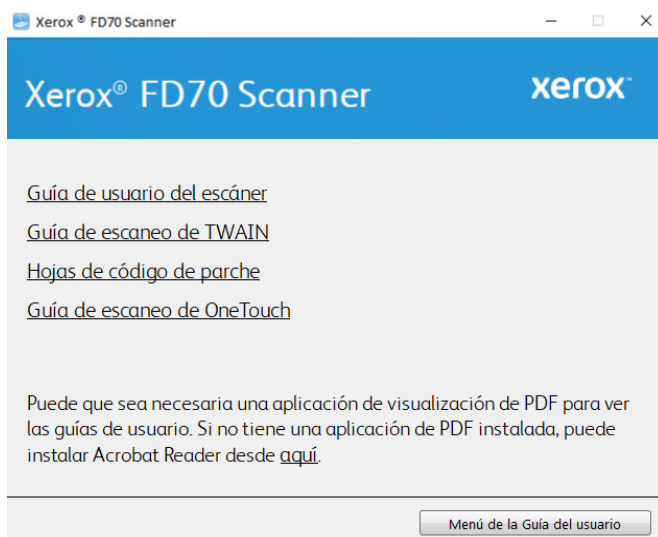 Xerox ® FD70 Scanner
Xerox® FD70 Scanner
xerox™
Guía de usuario del escáner
Guía de escaneo de TWAIN
Hojas de código de parche
Guía de escaneo de OneTouch
Puede que sea necesaria una aplicación de visualización de PDF para ver
las guías de usuario. Si no tiene una aplicación de PDF instalada, puede
instalar Acrobat Reader desde aquí.
Menú de la Guía del usuario